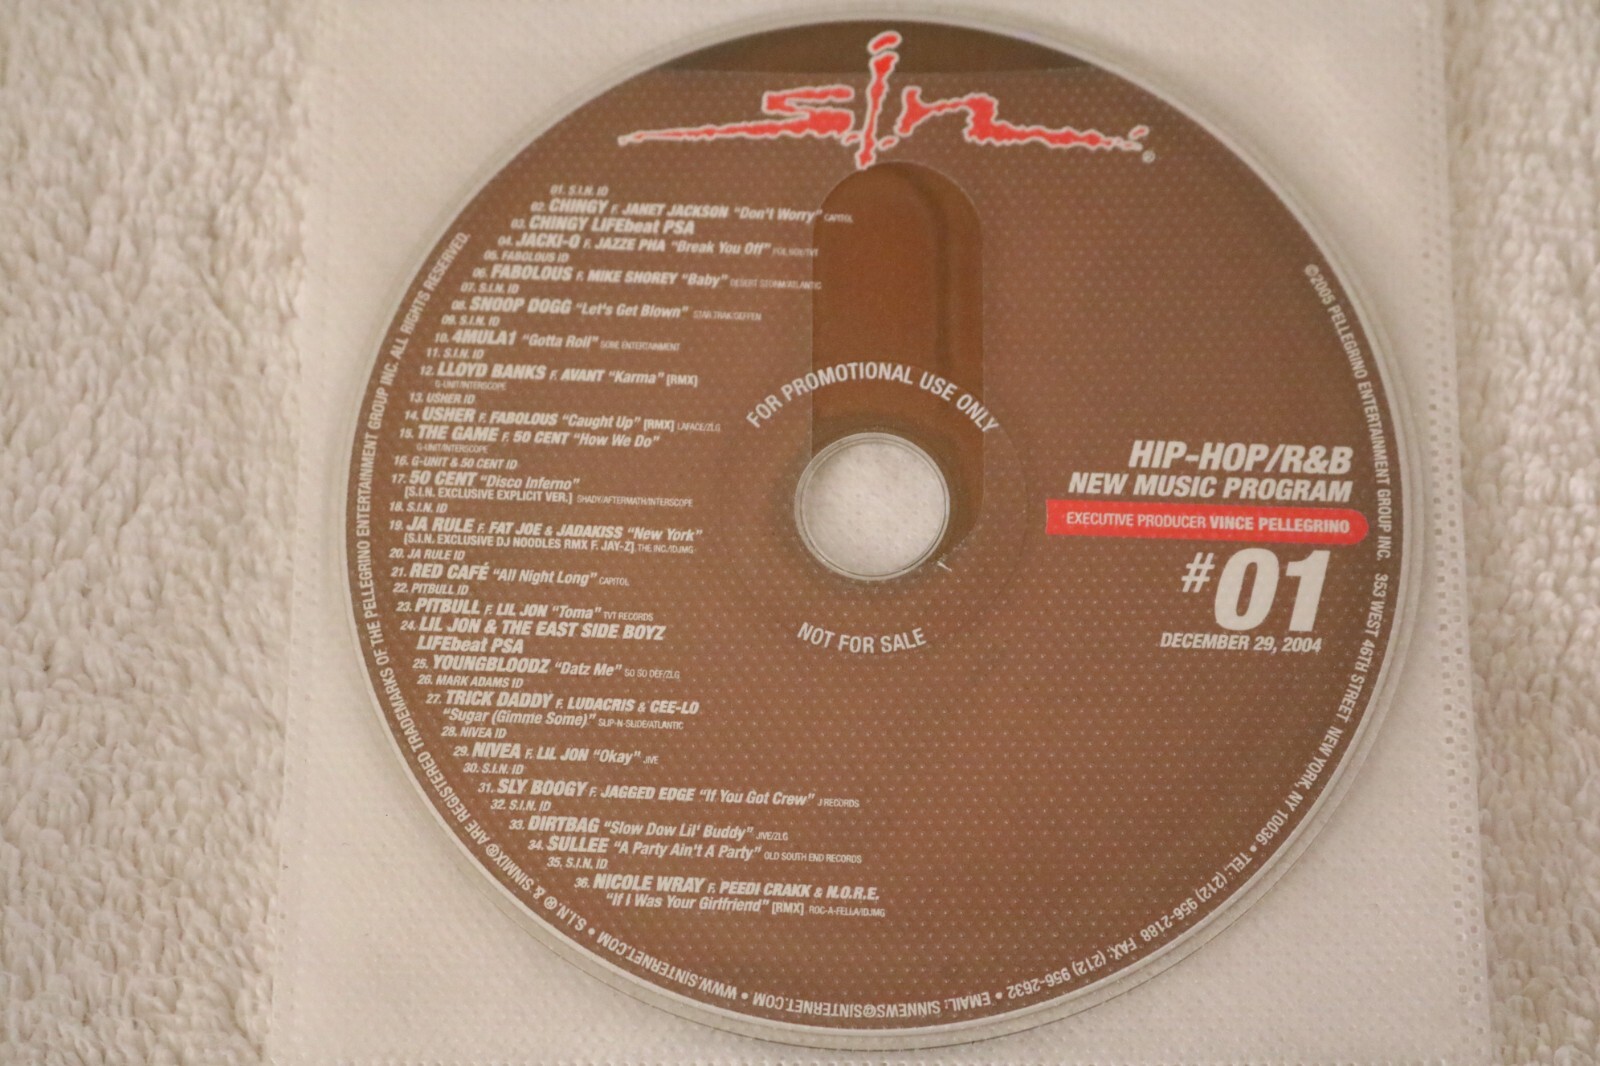 sin®
01. S.I.N. ID
02. CHINGY F. JANET JACKSON "Don't Worry" CAPITOL
03. CHINGY LIFEbeat PSA
04. JACKI-O F. JAZZE PHA "Break You Off" POE BOY/TVT
05. FABOLOUS ID
06. FABOLOUS F. MIKE SHOREY "Baby" DESERT STORM/ATLANTIC
07. S.I.N. ID
08. SNOOP DOGG "Let's Get Blown" STAR TRAK/GEFFEN
09. S.I.N. ID
10. 4MULA1 "Gotta Roll" ENTERTAINMENT
11. S.I.N. ID
12. LLOYD BANKS F. AVANT "Karma" [RMX]
G-UNIT/INTERSCOPE
13. USHER ID
14. USHER F. FABOLOUS "Caught Up" [RMX] LAFACE/ZLG
15. THE GAME F. 50 CENT "How We Do"
G-UNIT/INTERSCOPE
16. G-UNIT & 50 CENT ID
17. 50 CENT "Disco Inferno"
[S.I.N. EXCLUSIVE EXPLICIT VER.] SHADY/AFTERMATH/INTERSCOPE
18. S.I.N. ID
19. JA RULE F. FAT JOE & JADAKISS "New York"
[S.I.N. EXCLUSIVE DJ NOODLES RMX F. JAY-Z] THE INC./IDJMG
20. JA RULE ID
21. RED CAFÉ "All Night Long" CAPITOL
22. PITBULL ID
23. PITBULL F. LIL JON "Toma" TVT RECORDS
24. LIL JON & THE EAST SIDE BOYZ
LIFEbeat PSA
25. YOUNGBLOODZ "Datz Me" SO SO DEF/ZLG
26. MARK ADAMS ID
27. TRICK DADDY F. LUDACRIS & CEE-LO
"Sugar (Gimme Some)" SLIP-N-SLIDE/ATLANTIC
28. NIVEA ID
29. NIVEA F. LIL JON "Okay" JIVE
30. S.I.N. ID
31. SLY BOOGY F. JAGGED EDGE "If You Got Crew" J RECORDS
32. S.I.N. ID
33. DIRTBAG "Slow Dow Lil' Buddy" JIVE/ZLG
34. SULLEE "A Party Ain't A Party" OLD SOUTH END RECORDS
35. S.I.N. ID
36. NICOLE WRAY F. PEEDI CRAKK & N.O.R.E.
"If I Was Your Girlfriend" [RMX] ROC-A-FELLA/IDJMG
FOR PROMOTIONAL USE ONLY
NOT FOR SALE
HIP-HOP/R&B
NEW MUSIC PROGRAM
EXECUTIVE PRODUCER VINCE PELLEGRINO
#01
DECEMBER 29, 2004
©2005 PELLEGRINO ENTERTAINMENT GROUP INC. 353 WEST 46TH STREET NEW YORK, NY 10036 • TEL: (212) 956-2188 FAX: (212) 956-2632 • EMAIL: SINNEWS@SINTERNET.COM • WWW.SINTERNET.COM • S.I.N.® & SINMIX® ARE REGISTERED TRADEMARKS OF THE PELLEGRINO ENTERTAINMENT GROUP INC. ALL RIGHTS RESERVED.